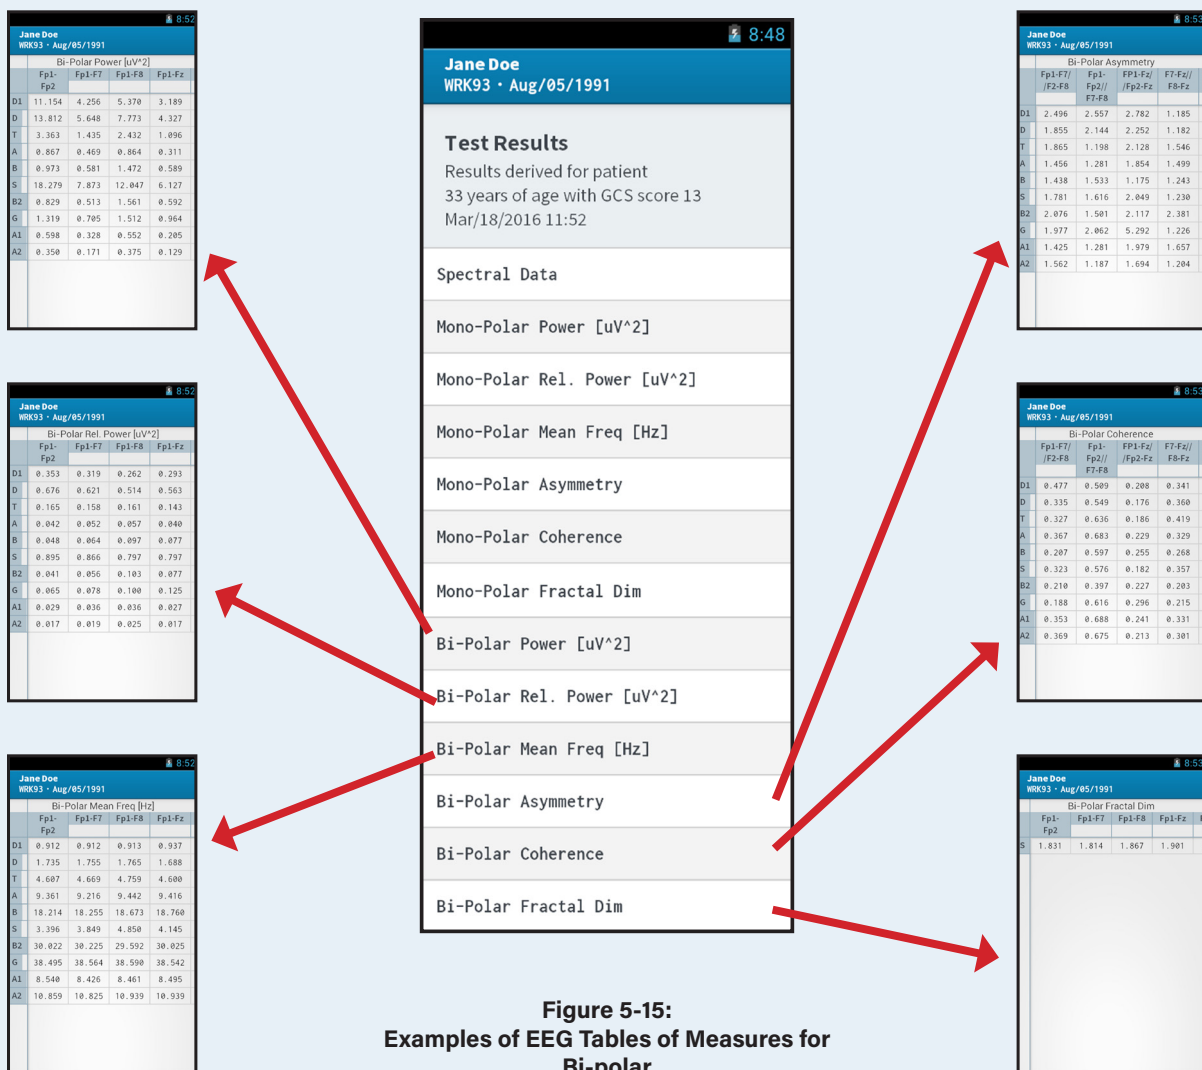 8:52
Jane Doe
WRK93 · Aug/05/1991
Bi-Polar Power [uV^2]
Fp1-Fp2 Fp1-F7 Fp1-F8 Fp1-Fz
D1 11.154 4.256 5.370 3.189
D 13.812 5.648 7.773 4.327
T 3.363 1.435 2.432 1.096
A 0.867 0.469 0.864 0.311
B 0.973 0.581 1.472 0.589
S 18.279 7.873 12.047 6.127
B2 0.829 0.513 1.561 0.592
G 1.319 0.705 1.512 0.964
A1 0.598 0.328 0.552 0.205
A2 0.350 0.171 0.375 0.129
8:52
Jane Doe
WRK93 · Aug/05/1991
Bi-Polar Rel. Power [uV^2]
Fp1-Fp2 Fp1-F7 Fp1-F8 Fp1-Fz
D1 0.353 0.319 0.262 0.293
D 0.676 0.621 0.514 0.563
T 0.165 0.158 0.161 0.143
A 0.042 0.052 0.057 0.040
B 0.048 0.064 0.097 0.077
S 0.895 0.866 0.797 0.797
B2 0.041 0.056 0.103 0.077
G 0.065 0.078 0.100 0.125
A1 0.029 0.036 0.036 0.027
A2 0.017 0.019 0.025 0.017
8:52
Jane Doe
WRK93 · Aug/05/1991
Bi-Polar Mean Freq [Hz]
Fp1-Fp2 Fp1-F7 Fp1-F8 Fp1-Fz
D1 0.912 0.912 0.913 0.937
D 1.735 1.755 1.765 1.688
T 4.607 4.669 4.759 4.600
A 9.361 9.216 9.442 9.416
B 18.214 18.255 18.673 18.760
S 3.396 3.849 4.850 4.145
B2 30.022 30.225 29.592 30.025
G 38.495 38.564 38.590 38.542
A1 8.540 8.426 8.461 8.495
A2 10.859 10.825 10.939 10.939
8:48
Jane Doe
WRK93 · Aug/05/1991
Test Results
Results derived for patient
33 years of age with GCS score 13
Mar/18/2016 11:52
Spectral Data
Mono-Polar Power [uV^2]
Mono-Polar Rel. Power [uV^2]
Mono-Polar Mean Freq [Hz]
Mono-Polar Asymmetry
Mono-Polar Coherence
Mono-Polar Fractal Dim
Bi-Polar Power [uV^2]
Bi-Polar Rel. Power [uV^2]
Bi-Polar Mean Freq [Hz]
Bi-Polar Asymmetry
Bi-Polar Coherence
Bi-Polar Fractal Dim
8:53
Jane Doe
WRK93 · Aug/05/1991
Bi-Polar Asymmetry
Fp1-F7/ Fp1- FP1-Fz/ F7-Fz//
/F2-F8 Fp2// /Fp2-Fz F8-Fz
F7-F8
D1 2.496 2.557 2.782 1.185
D 1.855 2.144 2.252 1.182
T 1.865 1.198 2.128 1.546
A 1.456 1.281 1.854 1.499
B 1.438 1.533 1.175 1.243
S 1.781 1.616 2.049 1.230
B2 2.076 1.501 2.117 2.381
G 1.977 2.062 5.292 1.226
A1 1.425 1.281 1.979 1.657
A2 1.562 1.187 1.694 1.204
8:53
Jane Doe
WRK93 · Aug/05/1991
Bi-Polar Coherence
Fp1-F7/ Fp1- FP1-Fz/ F7-Fz//
/F2-F8 Fp2// /Fp2-Fz F8-Fz
F7-F8
D1 0.477 0.509 0.208 0.341
D 0.335 0.549 0.176 0.360
T 0.327 0.636 0.186 0.419
A 0.367 0.683 0.229 0.329
B 0.207 0.597 0.255 0.268
S 0.323 0.576 0.182 0.357
B2 0.210 0.397 0.227 0.203
G 0.188 0.616 0.296 0.215
A1 0.353 0.688 0.241 0.331
A2 0.369 0.675 0.213 0.301
8:53
Jane Doe
WRK93 · Aug/05/1991
Bi-Polar Fractal Dim
Fp1-Fp2 Fp1-F7 Fp1-F8 Fp1-Fz
S 1.831 1.814 1.867 1.901
Figure 5-15:
Examples of EEG Tables of Measures for
Bi-polar